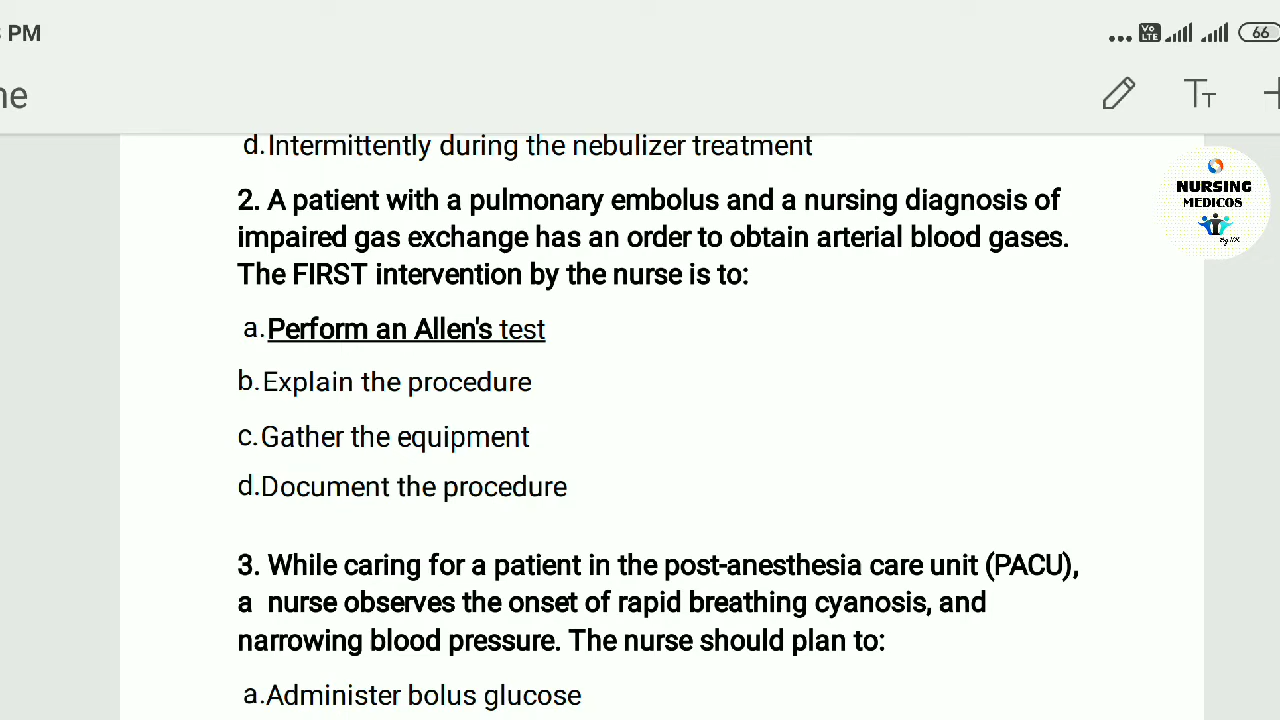 PM
VO LTE
66
ne
TT
d.Intermittently during the nebulizer treatment
NURSING
MEDICOS
2. A patient with a pulmonary embolus and a nursing diagnosis of
impaired gas exchange has an order to obtain arterial blood gases.
The FIRST intervention by the nurse is to:
a.Perform an Allen's test
b.Explain the procedure
c.Gather the equipment
d.Document the procedure
3. While caring for a patient in the post-anesthesia care unit (PACU),
a nurse observes the onset of rapid breathing cyanosis, and
narrowing blood pressure. The nurse should plan to:
a.Administer bolus glucose